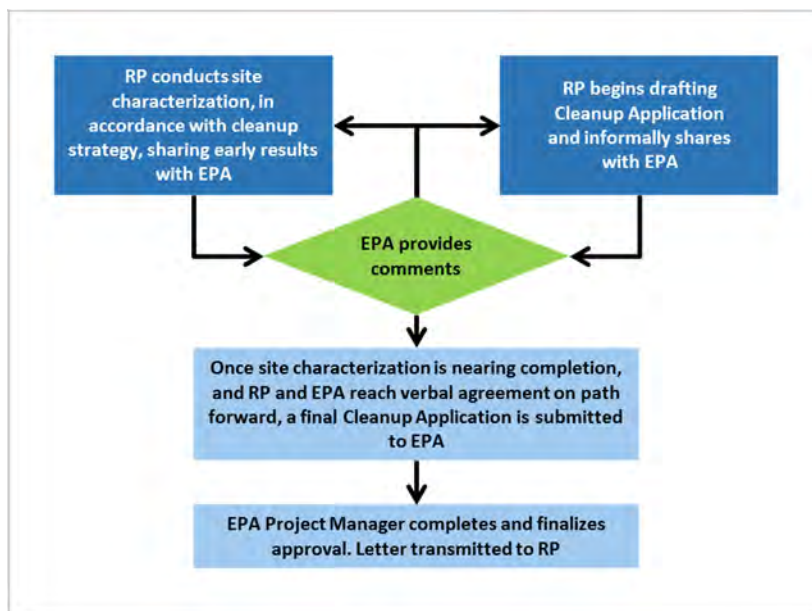 RP conducts site
characterization, in
accordance with cleanup
strategy, sharing early results
with EPA
RP begins drafting
Cleanup Application
and informally shares
with EPA
EPA provides
comments
Once site characterization is nearing completion,
and RP and EPA reach verbal agreement on path
forward, a final Cleanup Application is submitted
to EPA
EPA Project Manager completes and finalizes
approval. Letter transmitted to RP